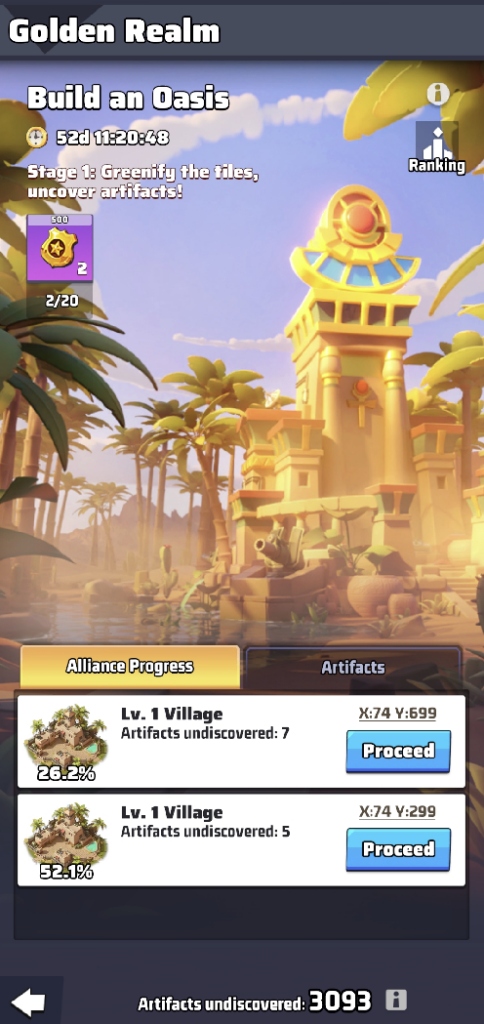 Golden Realm
Build an Oasis
52d 11:20:48
Ranking
Stage 1: Greenify the tiles,
uncover artifacts!
500
2
2/20
Alliance Progress
Artifacts
Lv. 1 Village
X:74 Y:699
Artifacts undiscovered: 7
Proceed
26.2%
Lv. 1 Village
X:74 Y:299
Artifacts undiscovered: 5
Proceed
52.1%
Artifacts undiscovered: 3093